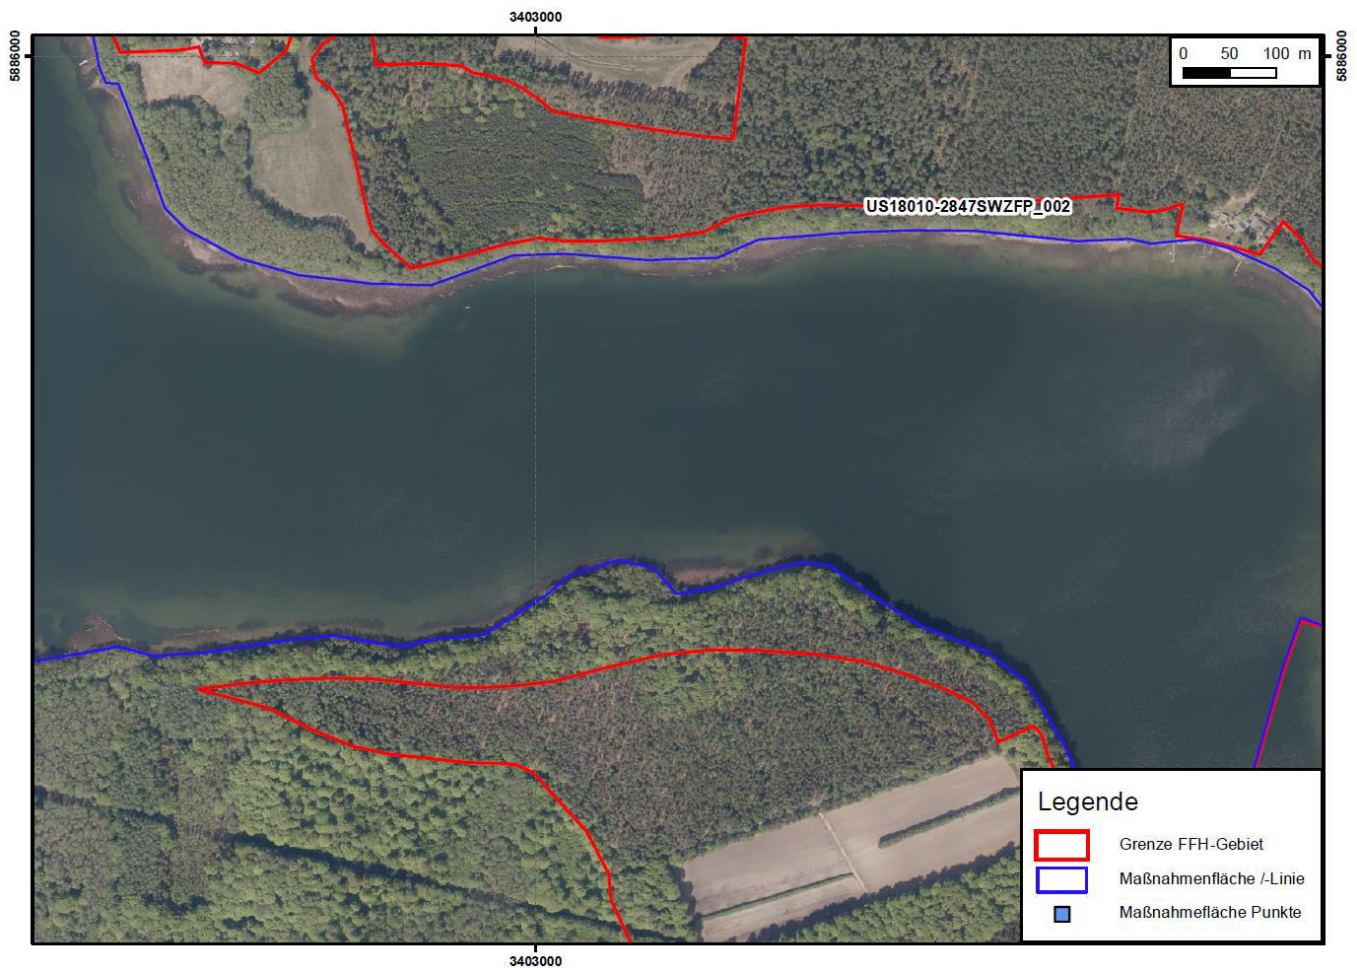 3403000
5886000
5886000
0 50 100 m
US18010-2847SWZFP_002
Legende
Grenze FFH-Gebiet
Maßnahmenfläche /-Linie
Maßnahmefläche Punkte
3403000